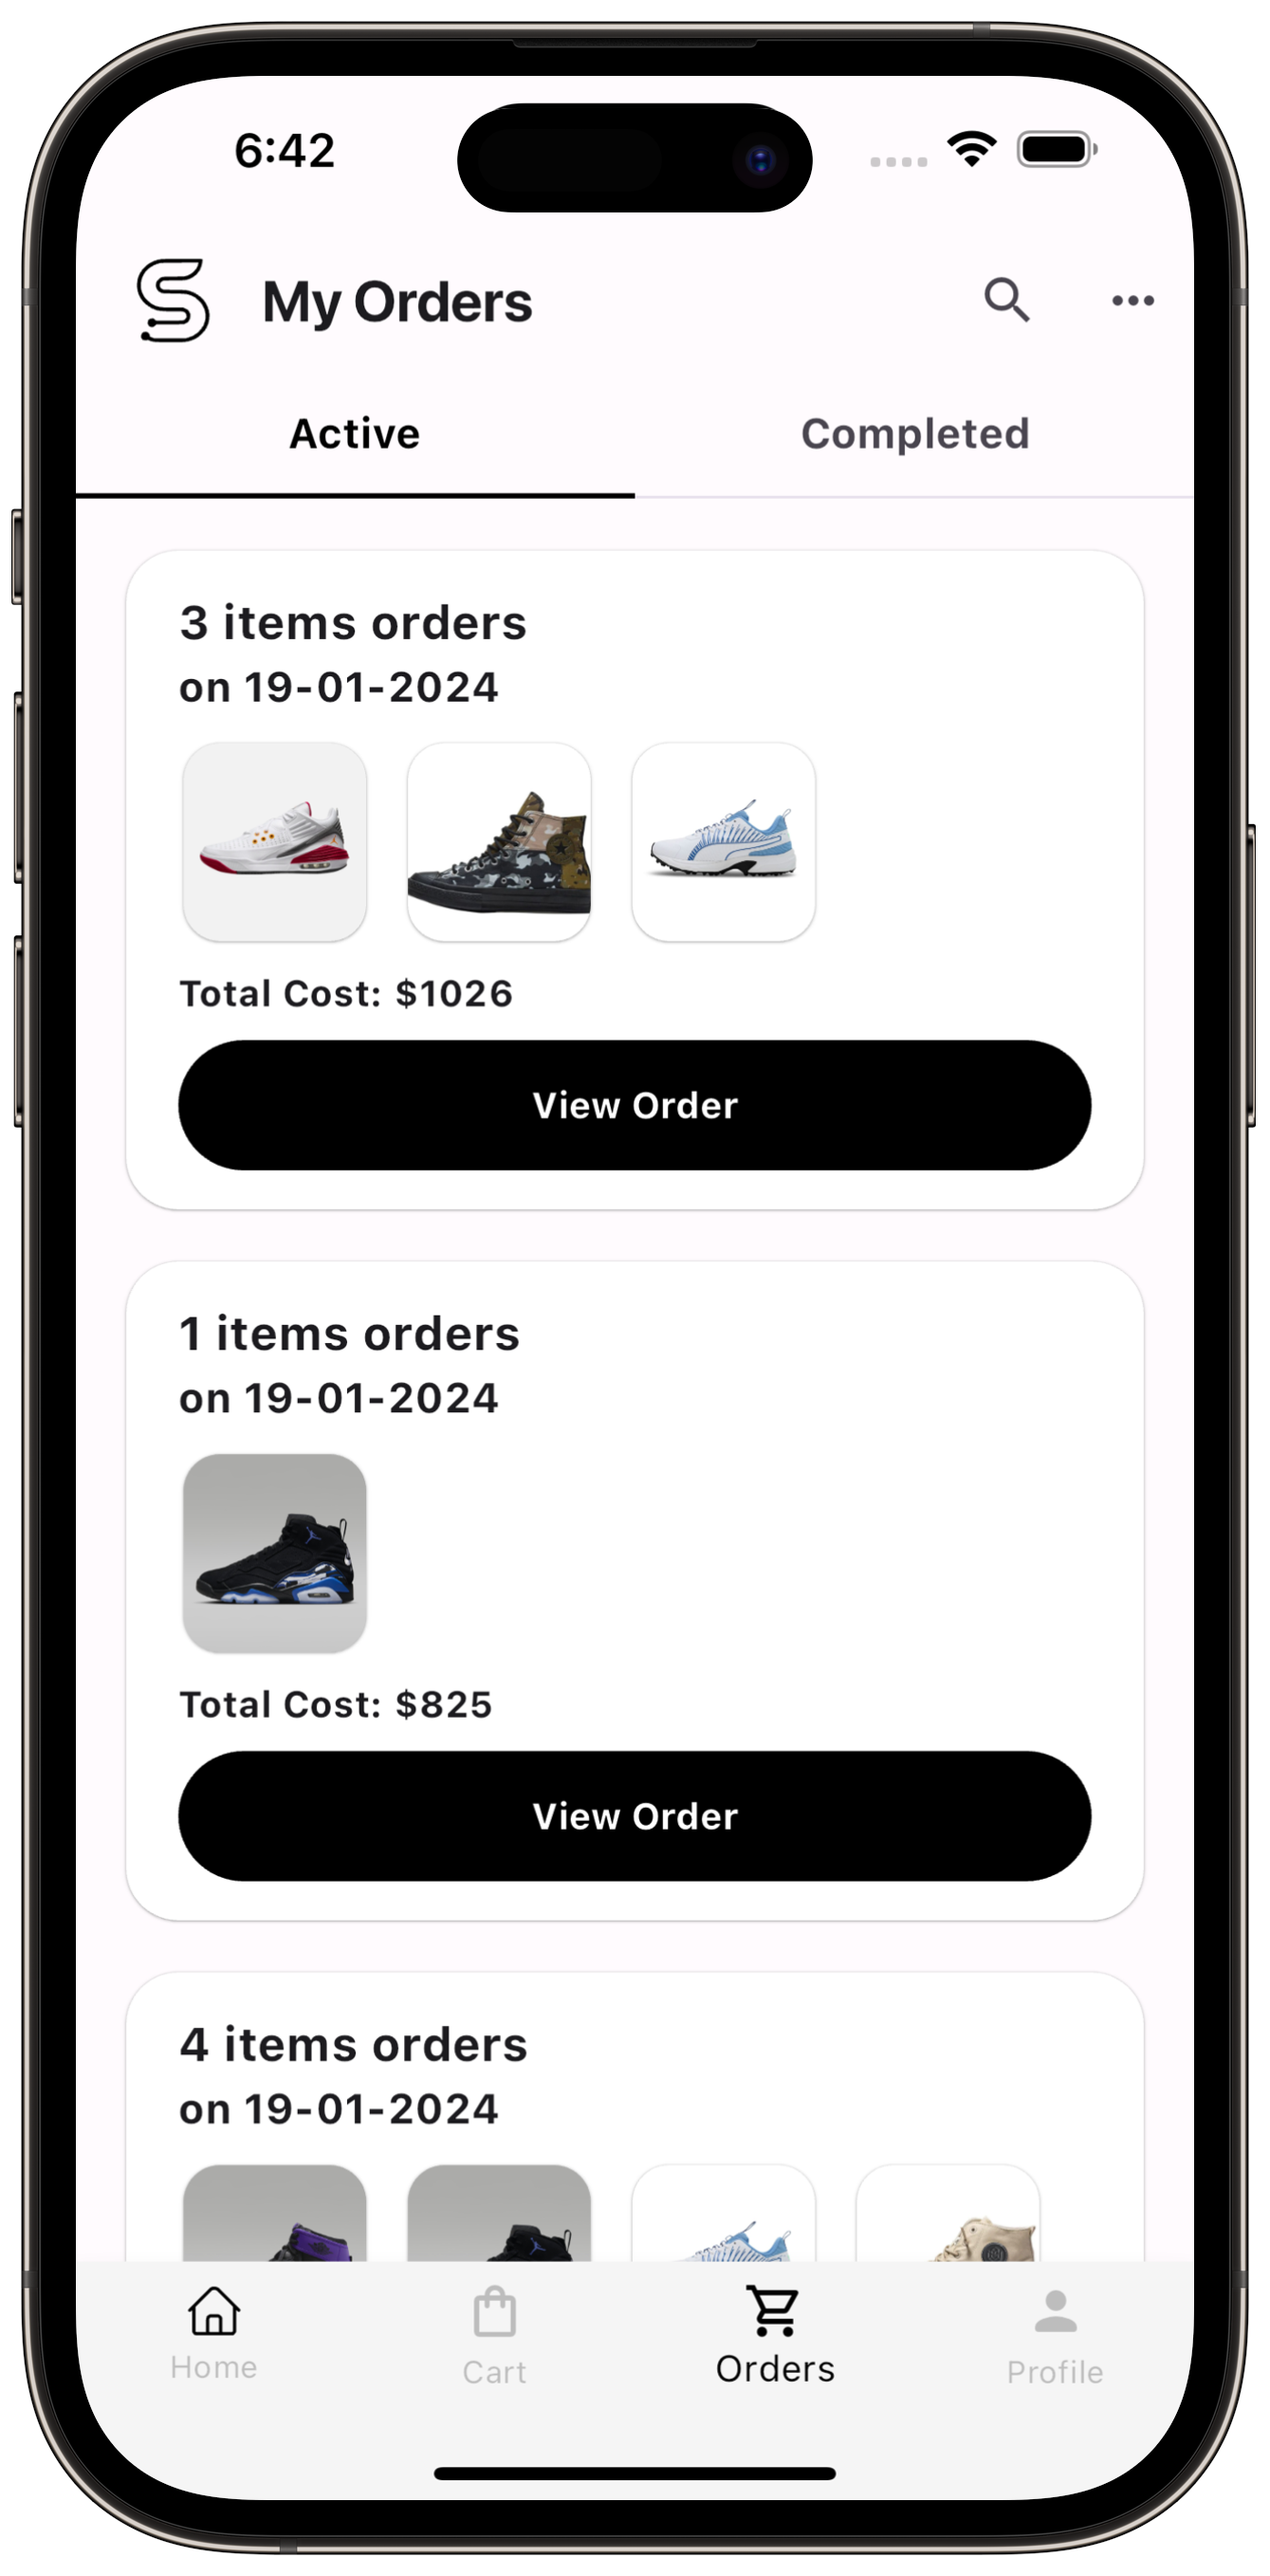 6:42
My Orders
Active
Completed
3 items orders
on 19-01-2024
Total Cost: $1026
View Order
1 items orders
on 19-01-2024
Total Cost: $825
View Order
4 items orders
on 19-01-2024
Home
Cart
Orders
Profile